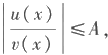 | u ( x ) / v ( x ) | ≤ A ,